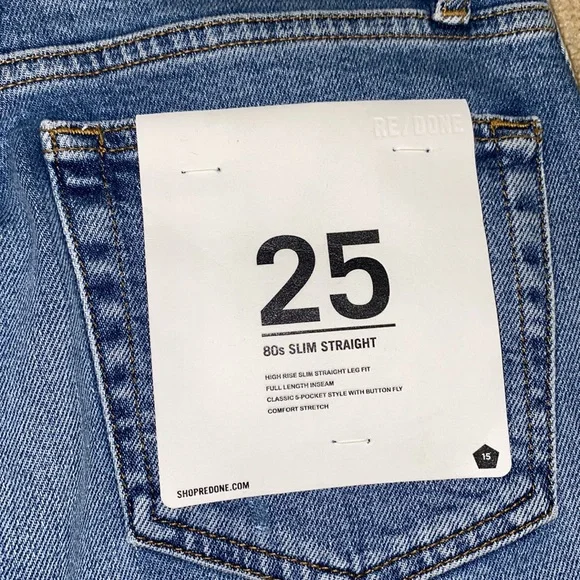 RE/DONE
25
80s SLIM STRAIGHT
HIGH RISE SLIM STRAIGHT LEG FIT
FULL LENGTH INSEAM
CLASSIC 5-POCKET STYLE WITH BUTTON FLY
COMFORT STRETCH
15
SHOPREDONE.COM